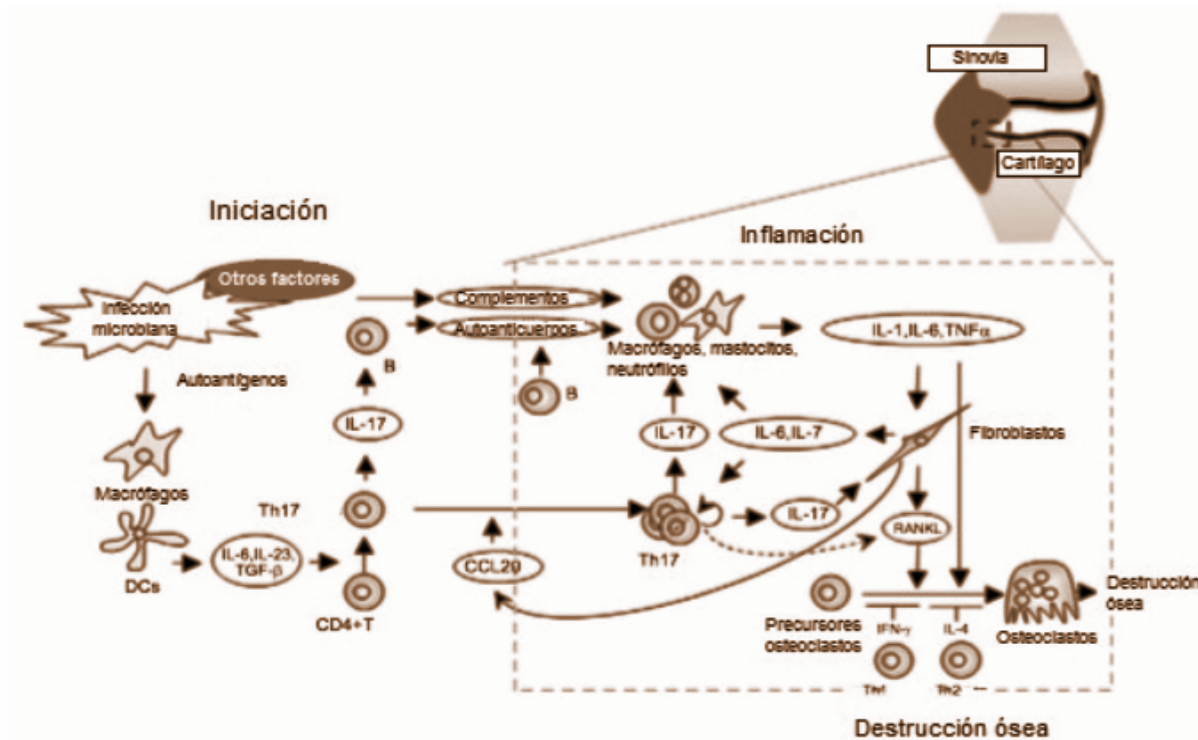 Sinovia
Cartílago
Iniciación
Inflamación
Otros factores
Infección
microbiana
Complementos
Autoanticuerpos
B
B
IL-1,IL-6,TNFα
Macrófagos, mastocitos,
neutrófilos
Autoantígenos
IL-17
IL-17
IL-6,IL-7
Fibroblastos
Macrófagos
Th17
IL-17
RANKL
Th17
DCs
IL-6,IL-23,
TGF-β
CCL20
CD4+T
Precursores
osteoclastos
IFN-γ
IL-4
Osteoclastos
Destrucción
ósea
Th1
Th2
Destrucción ósea